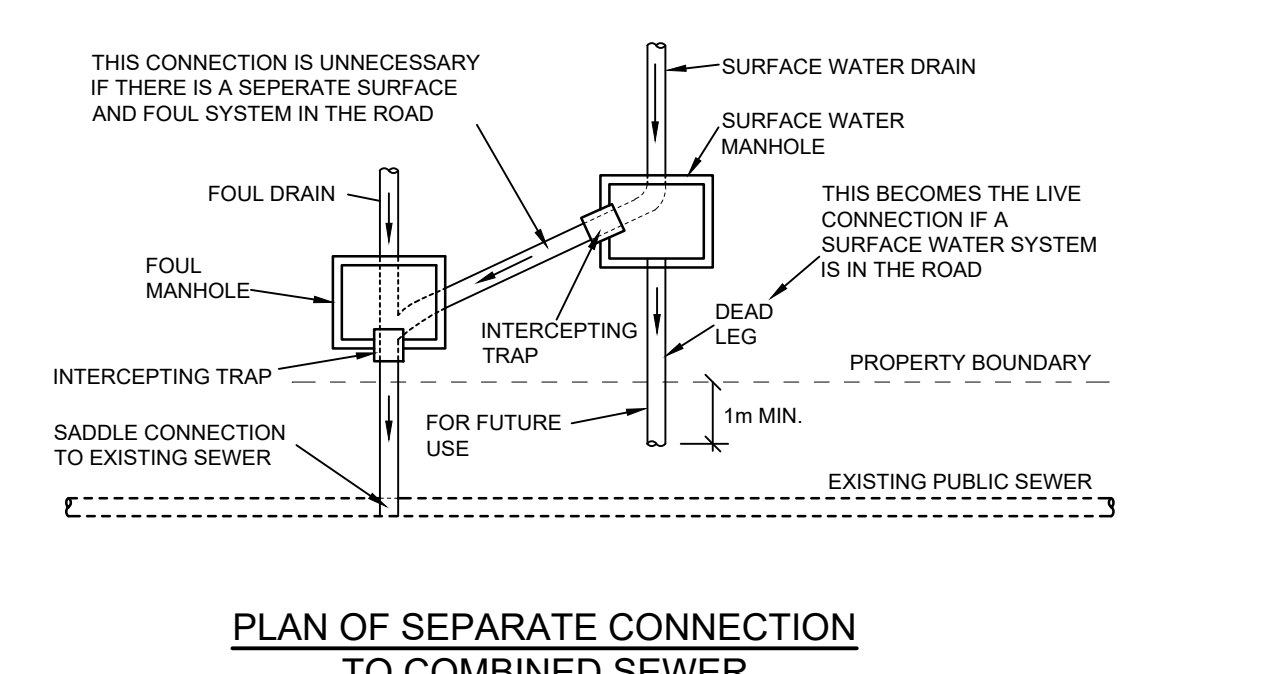 THIS CONNECTION IS UNNECESSARY
IF THERE IS A SEPERATE SURFACE
AND FOUL SYSTEM IN THE ROAD
SURFACE WATER DRAIN
SURFACE WATER
MANHOLE
FOUL DRAIN
THIS BECOMES THE LIVE
CONNECTION IF A
SURFACE WATER SYSTEM
IS IN THE ROAD
FOUL
MANHOLE
INTERCEPTING
TRAP
DEAD
LEG
PROPERTY BOUNDARY
INTERCEPTING TRAP
1m MIN.
FOR FUTURE
USE
SADDLE CONNECTION
TO EXISTING SEWER
EXISTING PUBLIC SEWER
PLAN OF SEPARATE CONNECTION
TO COMBINED SEWER